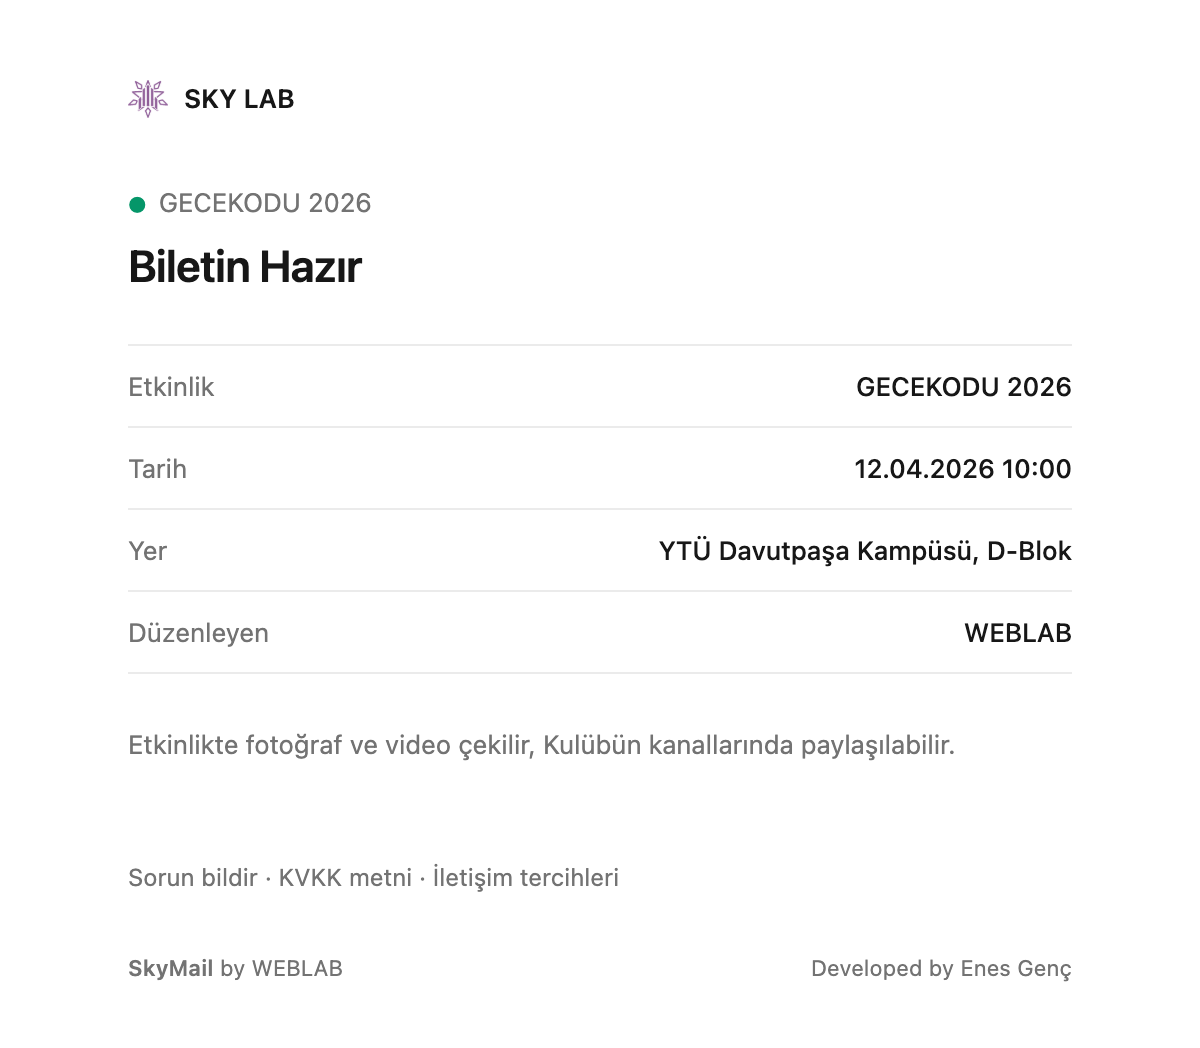 SKY LAB
GECEKODU 2026
Biletin Hazır
Etkinlik GECEKODU 2026
Tarih 12.04.2026 10:00
Yer YTÜ Davutpaşa Kampüsü, D-Blok
Düzenleyen WEBLAB
Etkinlikte fotoğraf ve video çekilir, Kulübün kanallarında paylaşılabilir.
Sorun bildir · KVKK metni · İletişim tercihleri
SkyMail by WEBLAB Developed by Enes Genç